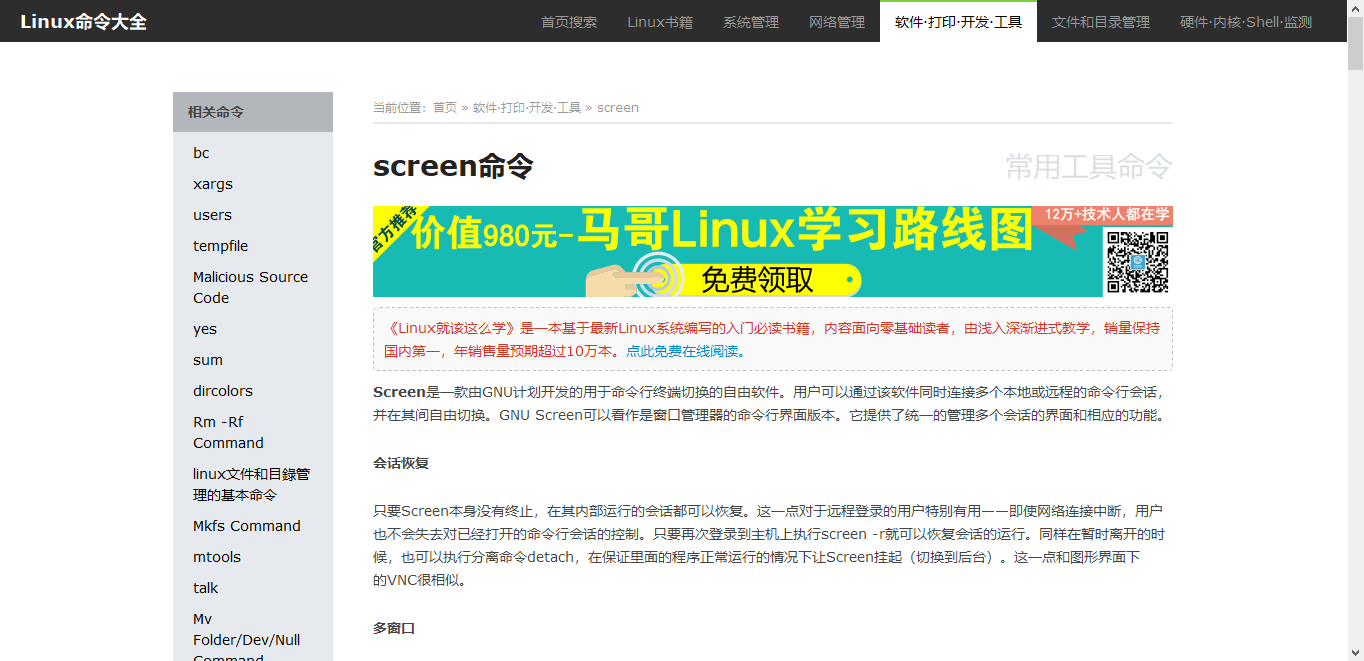 Linux命令大全
首页搜索
Linux书籍
系统管理
网络管理
软件·打印·开发·工具
文件和目录管理
硬件·内核·Shell·监测
相关命令
bc
xargs
users
tempfile
Malicious Source
Code
yes
sum
dircolors
Rm -Rf
Command
linux文件和目錄管
理的基本命令
Mkfs Command
mtools
talk
Mv
Folder/Dev/Null
Command
当前位置：首页 » 软件·打印·开发·工具 » screen
screen命令
常用工具命令
官方推荐
价值980元-马哥Linux学习路线图
12万+技术人都在学
免费领取
《Linux就该这么学》是一本基于最新Linux系统编写的入门必读书籍，内容面向零基础读者，由浅入深渐进式教学，销量保持
国内第一，年销售量预期超过10万本。点此免费在线阅读。
Screen是一款由GNU计划开发的用于命令行终端切换的自由软件。用户可以通过该软件同时连接多个本地或远程的命令行会话，
并在其间自由切换。GNU Screen可以看作是窗口管理器的命令行界面版本。它提供了统一的管理多个会话的界面和相应的功能。
会话恢复
只要Screen本身没有终止，在其内部运行的会话都可以恢复。这一点对于远程登录的用户特别有用——即使网络连接中断，用户
也不会失去对已经打开的命令行会话的控制。只要再次登录到主机上执行screen -r就可以恢复会话的运行。同样在暂时离开的时
候，也可以执行分离命令detach，在保证里面的程序正常运行的情况下让Screen挂起（切换到后台）。这一点和图形界面下
的VNC很相似。
多窗口